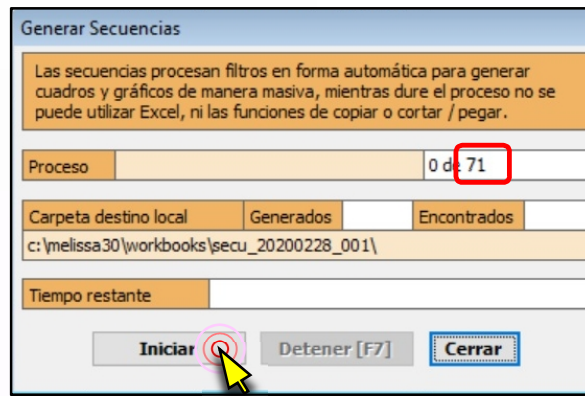 Generar Secuencias
Las secuencias procesan filtros en forma automática para generar
cuadros y gráficos de manera masiva, mientras dure el proceso no se
puede utilizar Excel, ni las funciones de copiar o cortar / pegar.
Proceso 0 de 71
Carpeta destino local Generados Encontrados
c:\melissa30\workbooks\secu_20200228_001\
Tiempo restante
Iniciar Detener [F7] Cerrar